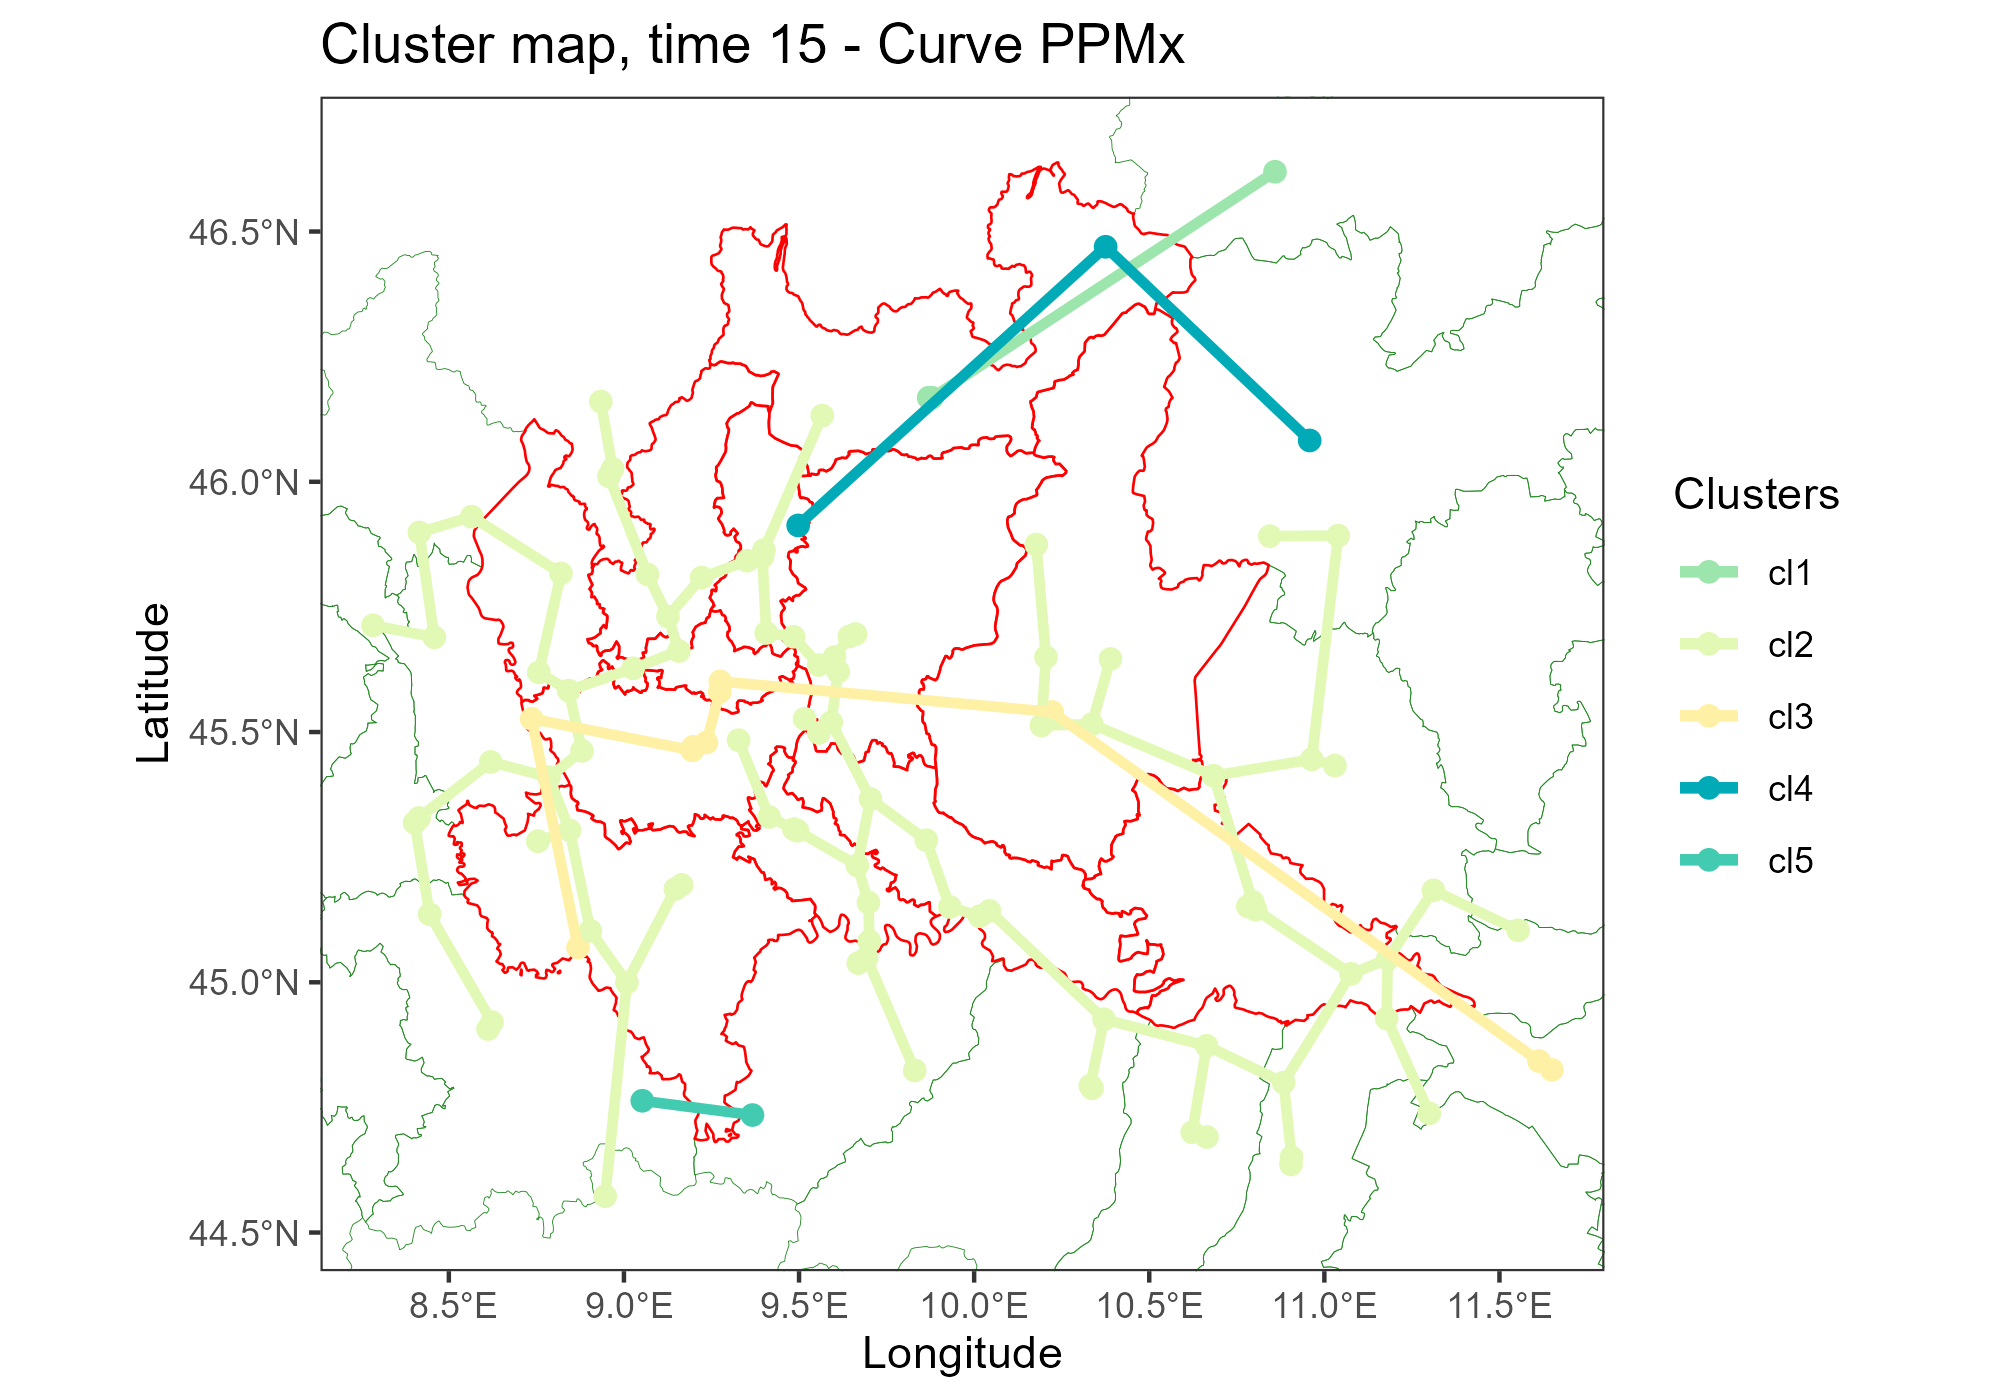 Cluster map, time 15 - Curve PPMx
46.5°N
46.0°N
45.5°N
45.0°N
44.5°N
Latitude
8.5°E 9.0°E 9.5°E 10.0°E 10.5°E 11.0°E 11.5°E
Longitude
Clusters
cl1
cl2
cl3
cl4
cl5